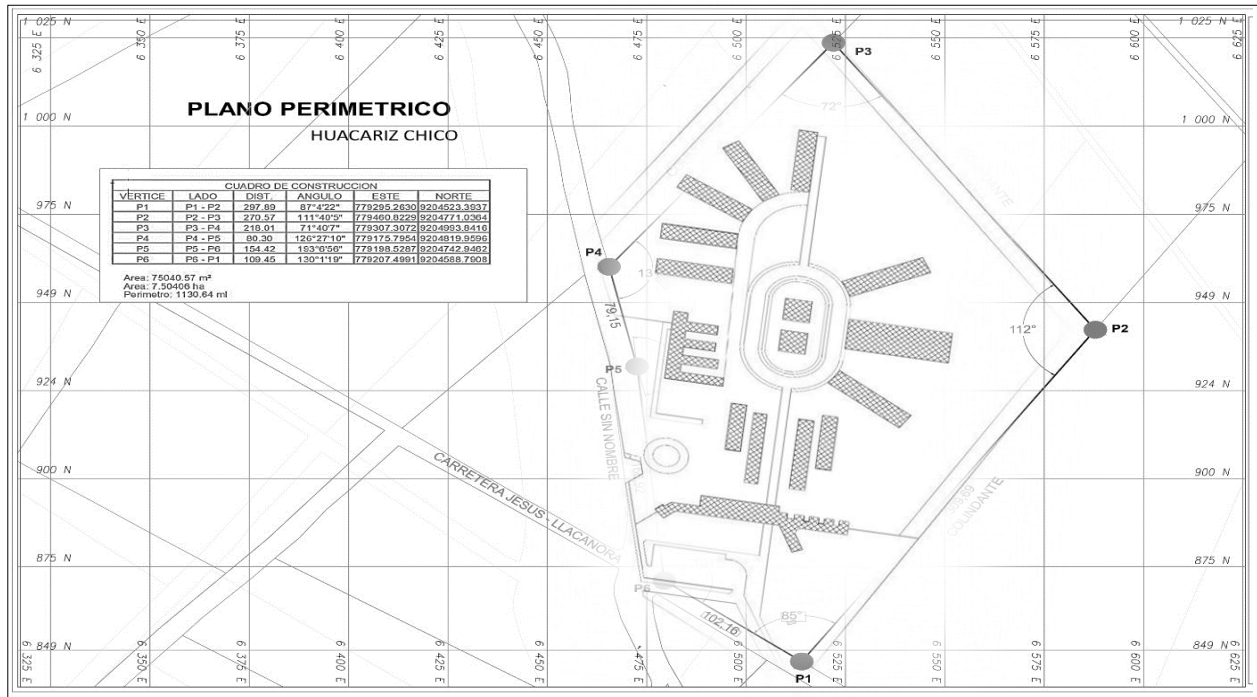 1 025 N
1 025 N
6 325 E
6 350 E
6 375 E
6 400 E
6 425 E
6 450 E
6 475 E
6 500 E
6 525 E
6 550 E
6 575 E
6 600 E
6 625 E
P3
72°
PLANO PERIMETRICO
HUACARIZ CHICO
1 000 N
1 000 N
CUADRO DE CONSTRUCCION
VERTICE LADO DIST. ANGULO ESTE NORTE
P1 P1 - P2 297.89 87°4'22" 779295.2630 9204523.3937
P2 P2 - P3 270.57 111°40'5" 779460.8229 9204771.0364
P3 P3 - P4 218.01 71°40'7" 779307.3072 9204993.8416
P4 P4 - P5 80.30 126°27'10" 779175.7954 9204819.9596
P5 P5 - P6 154.42 193°6'56" 779198.5287 9204742.9462
P6 P6 - P1 109.45 130°1'19" 779207.4991 9204588.7908
Area: 75040.57 m²
Area: 7.50406 ha
Perimetro: 1130.64 ml
975 N
975 N
P4
949 N
949 N
79,15
112°
P2
P5
924 N
924 N
CALLE SIN NOMBRE
900 N
900 N
CARRETERA JESUS - LLACANORA
COLINDANTE
875 N
875 N
P6
102,16
85°
849 N
849 N
P1
6 325 E
6 350 E
6 375 E
6 400 E
6 425 E
6 450 E
6 475 E
6 500 E
6 525 E
6 550 E
6 575 E
6 600 E
6 625 E